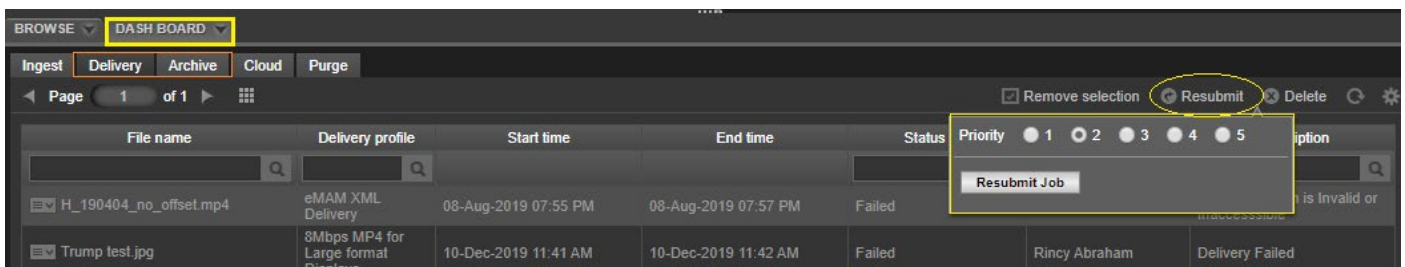 BROWSE DASH BOARD
Ingest Delivery Archive Cloud Purge
Page 1 of 1 Remove selection Resubmit Delete
File name Delivery profile Start time End time Status iption
Priority 1 2 3 4 5
Resubmit Job
H_190404_no_offset.mp4 eMAM XML Delivery 08-Aug-2019 07:55 PM 08-Aug-2019 07:57 PM Failed n is Invalid or
Trump test.jpg 8Mbps MP4 for Large format 10-Dec-2019 11:41 AM 10-Dec-2019 11:42 AM Failed Rincy Abraham Delivery Failed